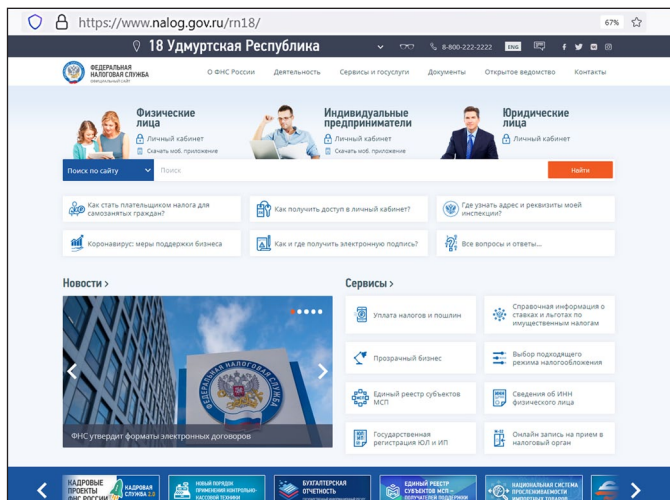 https://www.nalog.gov.ru/rn18/
67%
18 Удмуртская Республика
8-800-222-2222
ENG
ФЕДЕРАЛЬНАЯ
НАЛОГОВАЯ СЛУЖБА
ОФИЦИАЛЬНЫЙ САЙТ
О ФНС России
Деятельность
Сервисы и госуслуги
Документы
Открытое ведомство
Контакты
Физические
лица
Личный кабинет
Скачать моб. приложение
Индивидуальные
предприниматели
Личный кабинет
Скачать моб. приложение
Юридические
лица
Личный кабинет
Поиск по сайту
Поиск
Найти
Как стать плательщиком налога для
самозанятых граждан?
Как получить доступ в личный кабинет?
Где узнать адрес и реквизиты моей
инспекции?
Коронавирус: меры поддержки бизнеса
Как и где получить электронную подпись?
Все вопросы и ответы...
Новости >
ФЕДЕРАЛЬНАЯ НАЛОГОВАЯ СЛУЖБА
ФНС утвердит форматы электронных договоров
Сервисы >
Уплата налогов и пошлин
Справочная информация о
ставках и льготах по
имущественным налогам
Прозрачный бизнес
Выбор подходящего
режима налогообложения
Единый реестр субъектов
МСП
Сведения об ИНН
физического лица
Государственная
регистрация ЮЛ и ИП
Онлайн запись на прием в
налоговый орган
КАДРОВЫЕ
ПРОЕКТЫ
ФНС РОССИИ
КАДРОВАЯ
СЛУЖБА 2.0
НОВЫЙ ПОРЯДОК
ПРИМЕНЕНИЯ КОНТРОЛЬНО-
КАССОВОЙ ТЕХНИКИ
БУХГАЛТЕРСКАЯ
ОТЧЕТНОСТЬ
ЕДИНЫЙ РЕЕСТР
СУБЪЕКТОВ МСП –
ПОЛУЧАТЕЛЕЙ ПОДДЕРЖКИ
НАЦИОНАЛЬНАЯ СИСТЕМА
ПРОСЛЕЖИВАЕМОСТИ
ИМПОРТНЫХ ТОВАРОВ